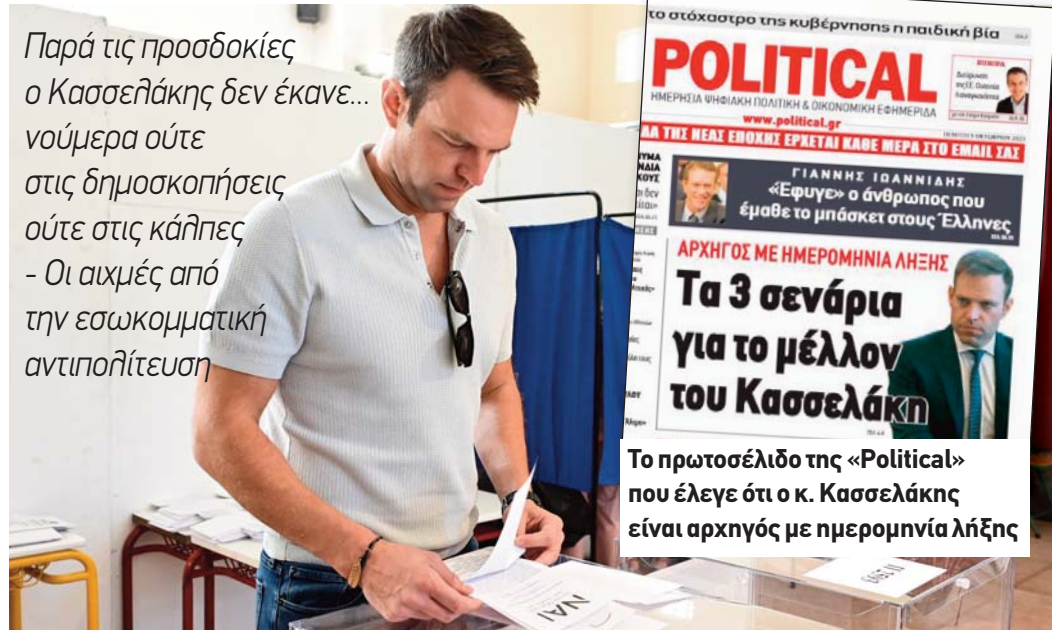 Παρά τις προσδοκίες
ο Κασσελάκης δεν έκανε...
νούμερα ούτε
στις δημοσκοπήσεις
ούτε στις κάλπες
- Οι αιχμές από
την εσωκομματική
αντιπολίτευση
το στόχαστρο της κυβέρνησης η παιδική βία
POLITICAL
ΗΜΕΡΗΣΙΑ ΨΗΦΙΑΚΗ ΠΟΛΙΤΙΚΗ & ΟΙΚΟΝΟΜΙΚΗ ΕΦΗΜΕΡΙΔΑ
www.political.gr
ΤΗΣ ΝΕΑΣ ΕΠΟΧΗΣ ΕΡΧΕΤΑΙ ΚΑΘΕ ΜΕΡΑ ΣΤΟ EMAIL ΣΑΣ
ΓΙΑΝΝΗΣ ΙΩΑΝΝΙΔΗΣ
«Έφυγε» ο άνθρωπος που
έμαθε το μπάσκετ στους Έλληνες
ΑΡΧΗΓΟΣ ΜΕ ΗΜΕΡΟΜΗΝΙΑ ΛΗΞΗΣ
Τα 3 σενάρια
για το μέλλον
του Κασσελάκη
Το πρωτοσέλιδο της «Political»
που έλεγε ότι ο κ. Κασσελάκης
είναι αρχηγός με ημερομηνία λήξης
ΝΑΙ